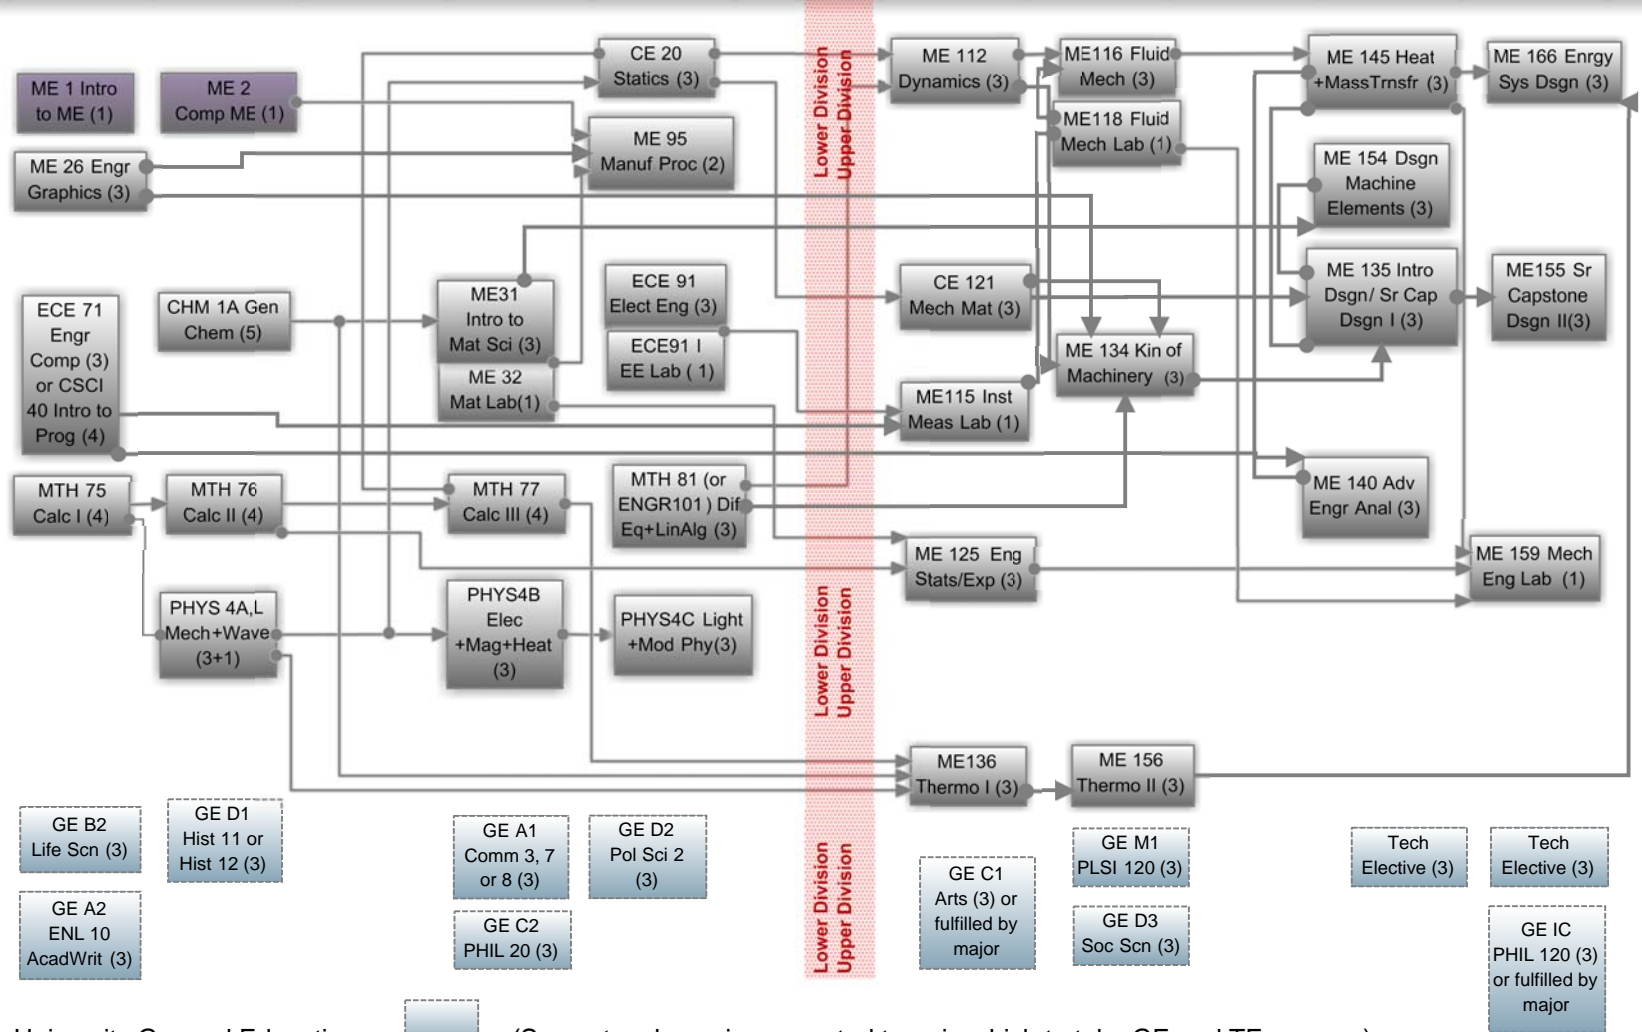 ME 1 Intro
to ME (1)
ME 2
Comp ME (1)
ME 26 Engr
Graphics (3)
CE 20
Statics (3)
ME 95
Manuf Proc (2)
ECE 71
Engr
Comp (3)
or CSCI
40 Intro to
Prog (4)
CHM 1A Gen
Chem (5)
ME31
Intro to
Mat Sci (3)
ME 32
Mat Lab(1)
ECE 91
Elect Eng (3)
ECE91 l
EE Lab ( 1)
MTH 75
Calc I (4)
MTH 76
Calc II (4)
MTH 77
Calc III (4)
MTH 81 (or
ENGR101 ) Dif
Eq+LinAlg (3)
PHYS 4A,L
Mech+Wave
(3+1)
PHYS4B
Elec
+Mag+Heat
(3)
PHYS4C Light
+Mod Phy(3)
Lower Division
Upper Division
Lower Division
Upper Division
Lower Division
Upper Division
ME 112
Dynamics (3)
ME116 Fluid
Mech (3)
ME118 Fluid
Mech Lab (1)
ME 145 Heat
+MassTrnsfr (3)
ME 166 Enrgy
Sys Dsgn (3)
ME 154 Dsgn
Machine
Elements (3)
CE 121
Mech Mat (3)
ME 135 Intro
Dsgn/ Sr Cap
Dsgn I (3)
ME155 Sr
Capstone
Dsgn II(3)
ME 134 Kin of
Machinery (3)
ME115 Inst
Meas Lab (1)
ME 140 Adv
Engr Anal (3)
ME 125 Eng
Stats/Exp (3)
ME 159 Mech
Eng Lab (1)
ME136
Thermo I (3)
ME 156
Thermo II (3)
GE B2
Life Scn (3)
GE D1
Hist 11 or
Hist 12 (3)
GE A2
ENL 10
AcadWrit (3)
GE A1
Comm 3, 7
or 8 (3)
GE D2
Pol Sci 2
(3)
GE C2
PHIL 20 (3)
GE C1
Arts (3) or
fulfilled by
major
GE M1
PLSI 120 (3)
GE D3
Soc Scn (3)
Tech
Elective (3)
Tech
Elective (3)
GE IC
PHIL 120 (3)
or fulfilled by
major